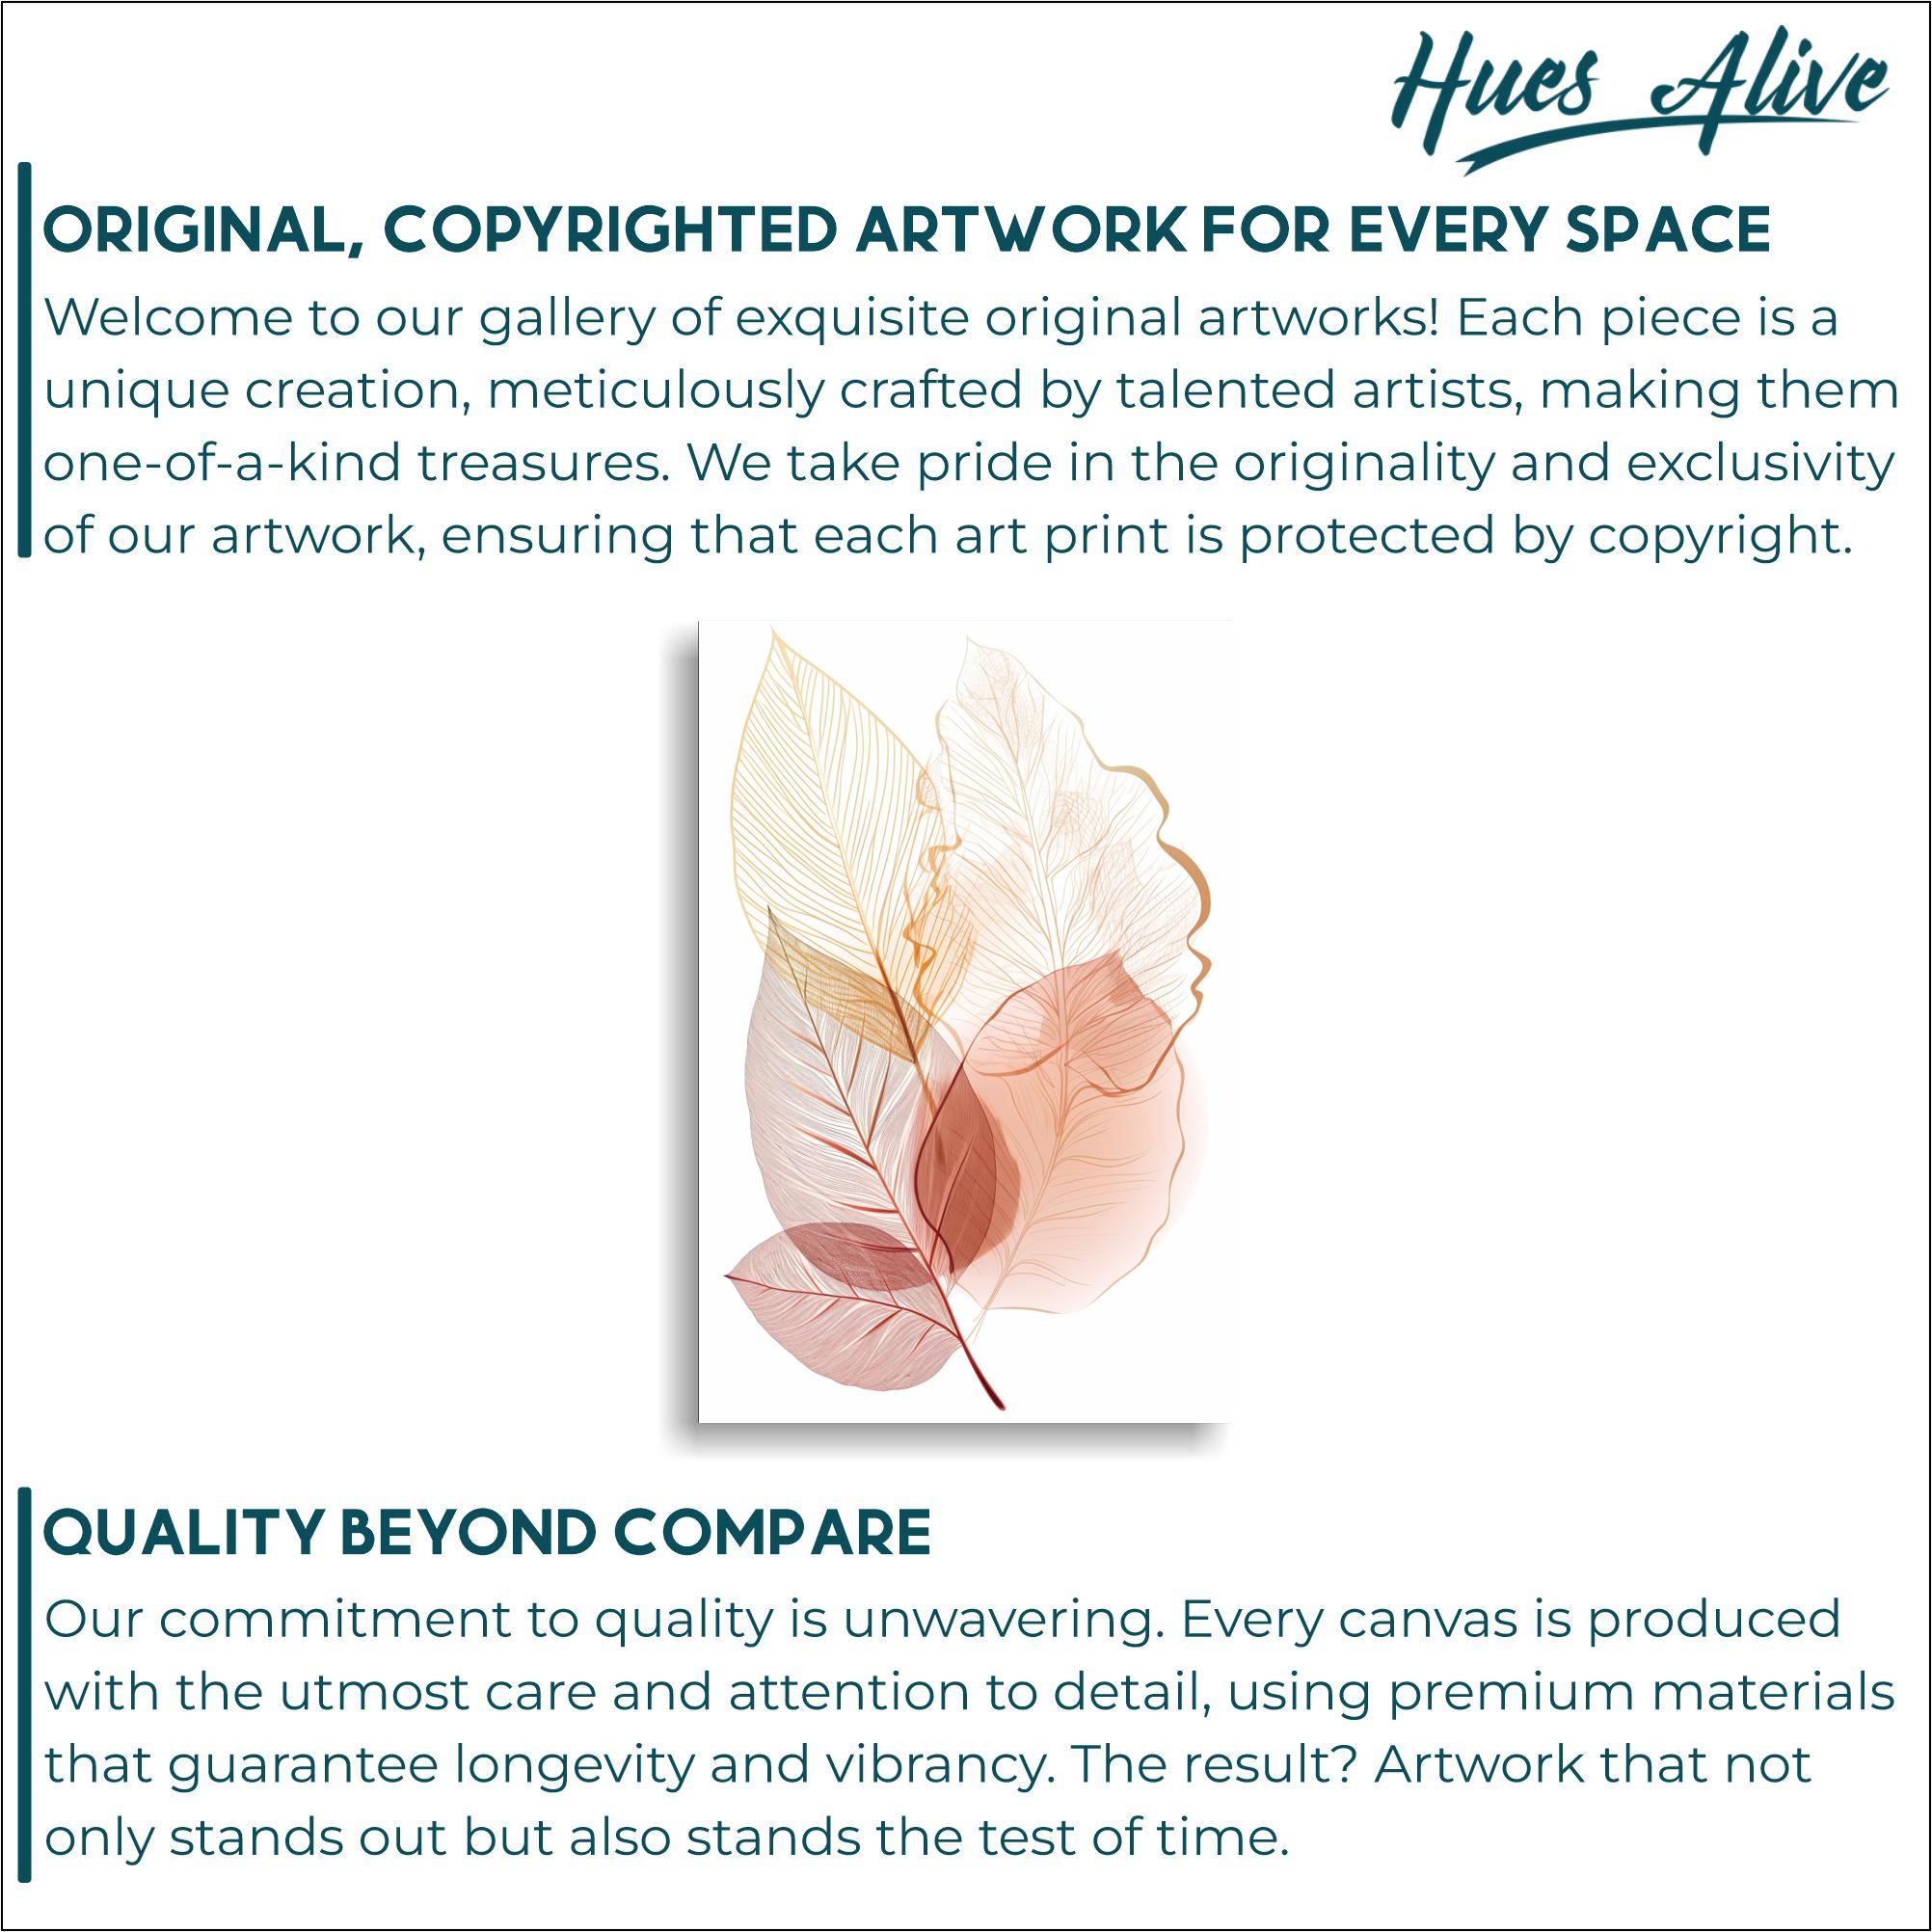 Hues Alive
ORIGINAL, COPYRIGHTED ARTWORK FOR EVERY SPACE
Welcome to our gallery of exquisite original artworks! Each piece is a
unique creation, meticulously crafted by talented artists, making them
one-of-a-kind treasures. We take pride in the originality and exclusivity
of our artwork, ensuring that each art print is protected by copyright.
QUALITY BEYOND COMPARE
Our commitment to quality is unwavering. Every canvas is produced
with the utmost care and attention to detail, using premium materials
that guarantee longevity and vibrancy. The result? Artwork that not
only stands out but also stands the test of time.